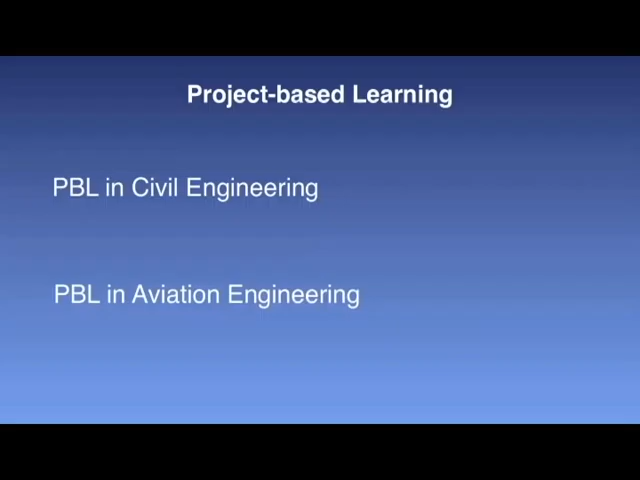 Project-based Learning
PBL in Civil Engineering
PBL in Aviation Engineering